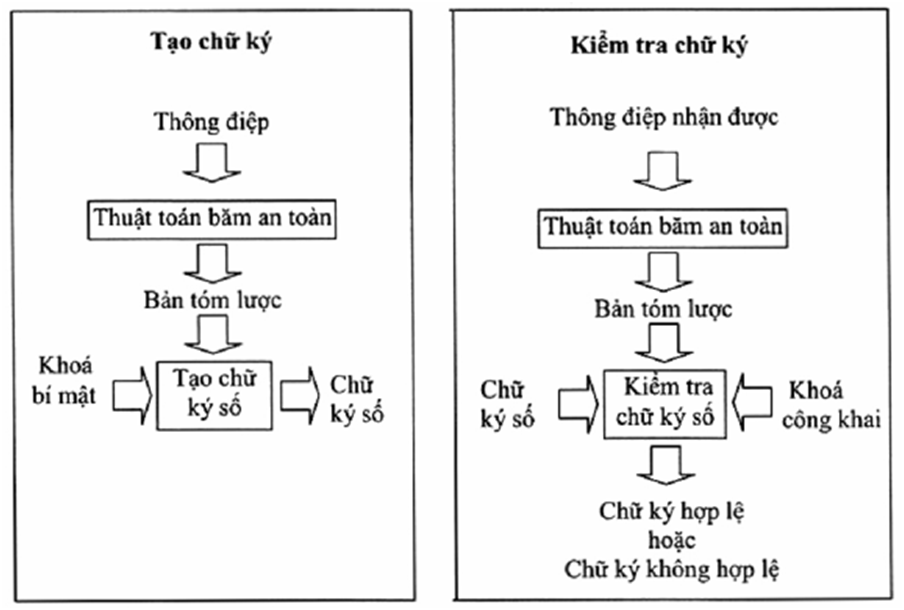 Tạo chữ ký
Thông điệp
Thuật toán băm an toàn
Bản tóm lược
Khoá
bí mật
Tạo chữ
ký số
Chữ
ký số
Kiểm tra chữ ký
Thông điệp nhận được
Thuật toán băm an toàn
Bản tóm lược
Chữ
ký số
Kiểm tra
chữ ký số
Khoá
công khai
Chữ ký hợp lệ
hoặc
Chữ ký không hợp lệ